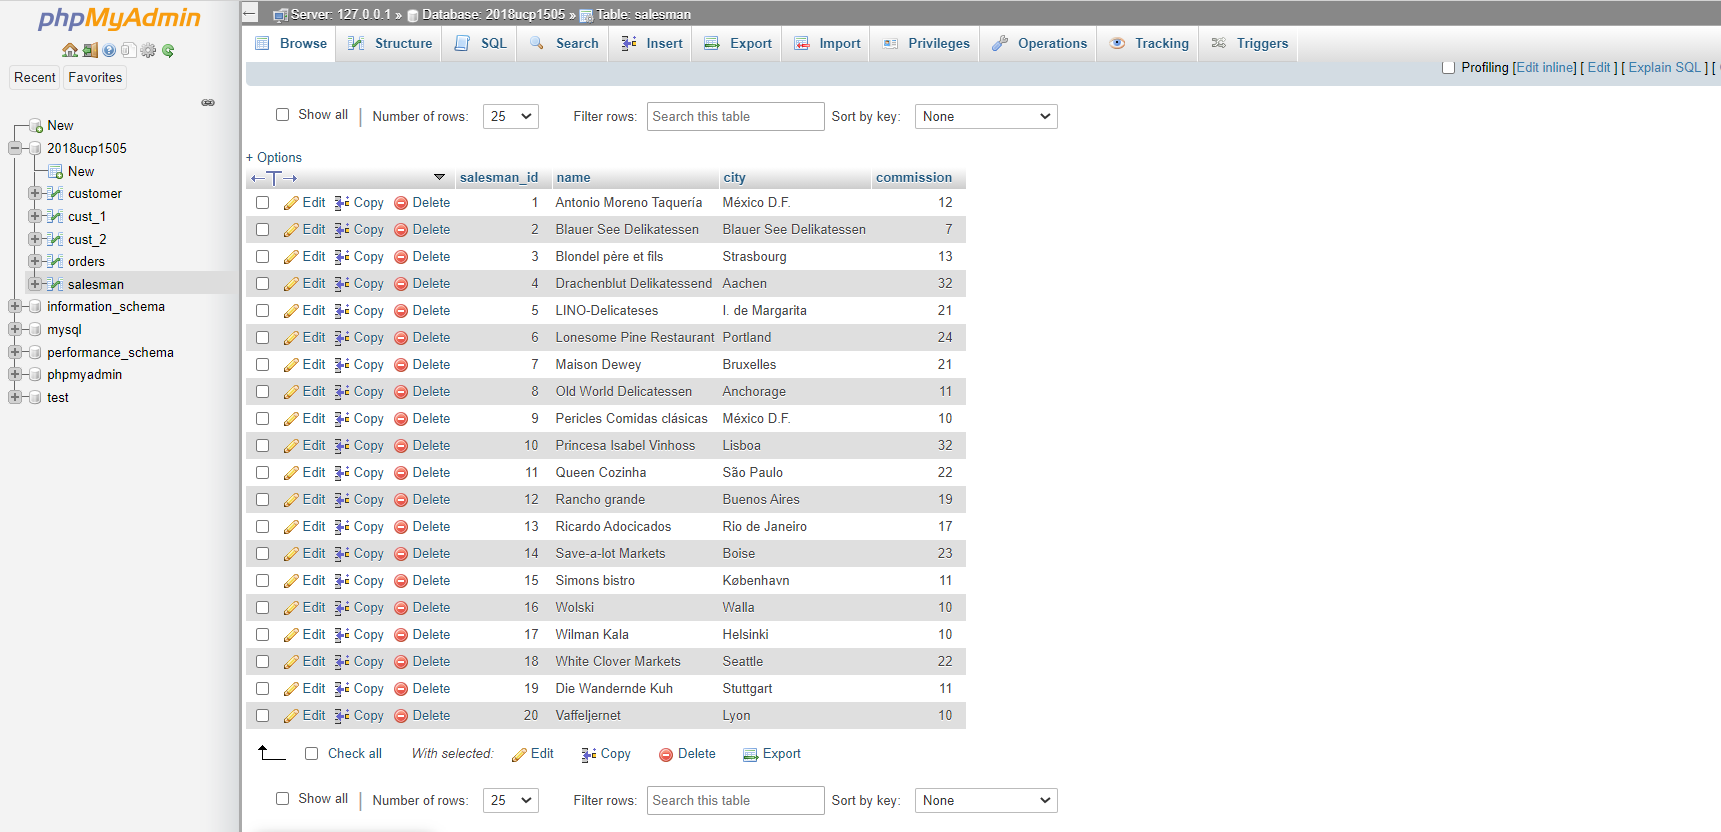 phpMyAdmin
Recent Favorites
New
2018ucp1505
New
customer
cust_1
cust_2
orders
salesman
information_schema
mysql
performance_schema
phpmyadmin
test
Server: 127.0.0.1 » Database: 2018ucp1505 » Table: salesman
Browse Structure SQL Search Insert Export Import Privileges Operations Tracking Triggers
Profiling [Edit inline] [ Edit ] [ Explain SQL ] [
Show all | Number of rows: 25 Filter rows: Search this table Sort by key: None
+ Options
←T→ salesman_id name city commission
Edit Copy Delete 1 Antonio Moreno Taquería México D.F. 12
Edit Copy Delete 2 Blauer See Delikatessen Blauer See Delikatessen 7
Edit Copy Delete 3 Blondel père et fils Strasbourg 13
Edit Copy Delete 4 Drachenblut Delikatessend Aachen 32
Edit Copy Delete 5 LINO-Delicateses I. de Margarita 21
Edit Copy Delete 6 Lonesome Pine Restaurant Portland 24
Edit Copy Delete 7 Maison Dewey Bruxelles 21
Edit Copy Delete 8 Old World Delicatessen Anchorage 11
Edit Copy Delete 9 Pericles Comidas clásicas México D.F. 10
Edit Copy Delete 10 Princesa Isabel Vinhoss Lisboa 32
Edit Copy Delete 11 Queen Cozinha São Paulo 22
Edit Copy Delete 12 Rancho grande Buenos Aires 19
Edit Copy Delete 13 Ricardo Adocicados Rio de Janeiro 17
Edit Copy Delete 14 Save-a-lot Markets Boise 23
Edit Copy Delete 15 Simons bistro København 11
Edit Copy Delete 16 Wolski Walla 10
Edit Copy Delete 17 Wilman Kala Helsinki 10
Edit Copy Delete 18 White Clover Markets Seattle 22
Edit Copy Delete 19 Die Wandernde Kuh Stuttgart 11
Edit Copy Delete 20 Vaffeljernet Lyon 10
Check all With selected: Edit Copy Delete Export
Show all | Number of rows: 25 Filter rows: Search this table Sort by key: None